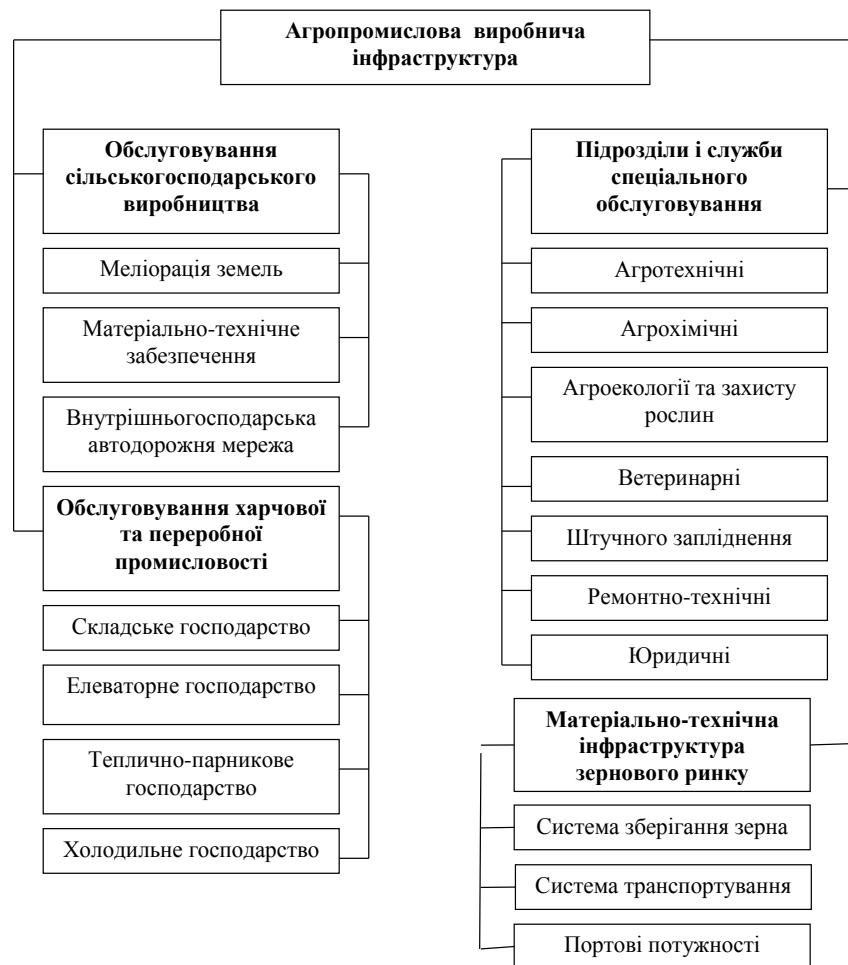 Агропромислова виробнича
інфраструктура
Обслуговування
сільськогосподарського
виробництва
Меліорація земель
Матеріально-технічне
забезпечення
Внутрішньогосподарська
автодорожня мережа
Обслуговування харчової
та переробної
промисловості
Складське господарство
Елеваторне господарство
Теплично-парникове
господарство
Холодильне господарство
Підрозділи і служби
спеціального
обслуговування
Агротехнічні
Агрохімічні
Агроекології та захисту
рослин
Ветеринарні
Штучного запліднення
Ремонтно-технічні
Юридичні
Матеріально-технічна
інфраструктура
зернового ринку
Система зберігання зерна
Система транспортування
Портові потужності